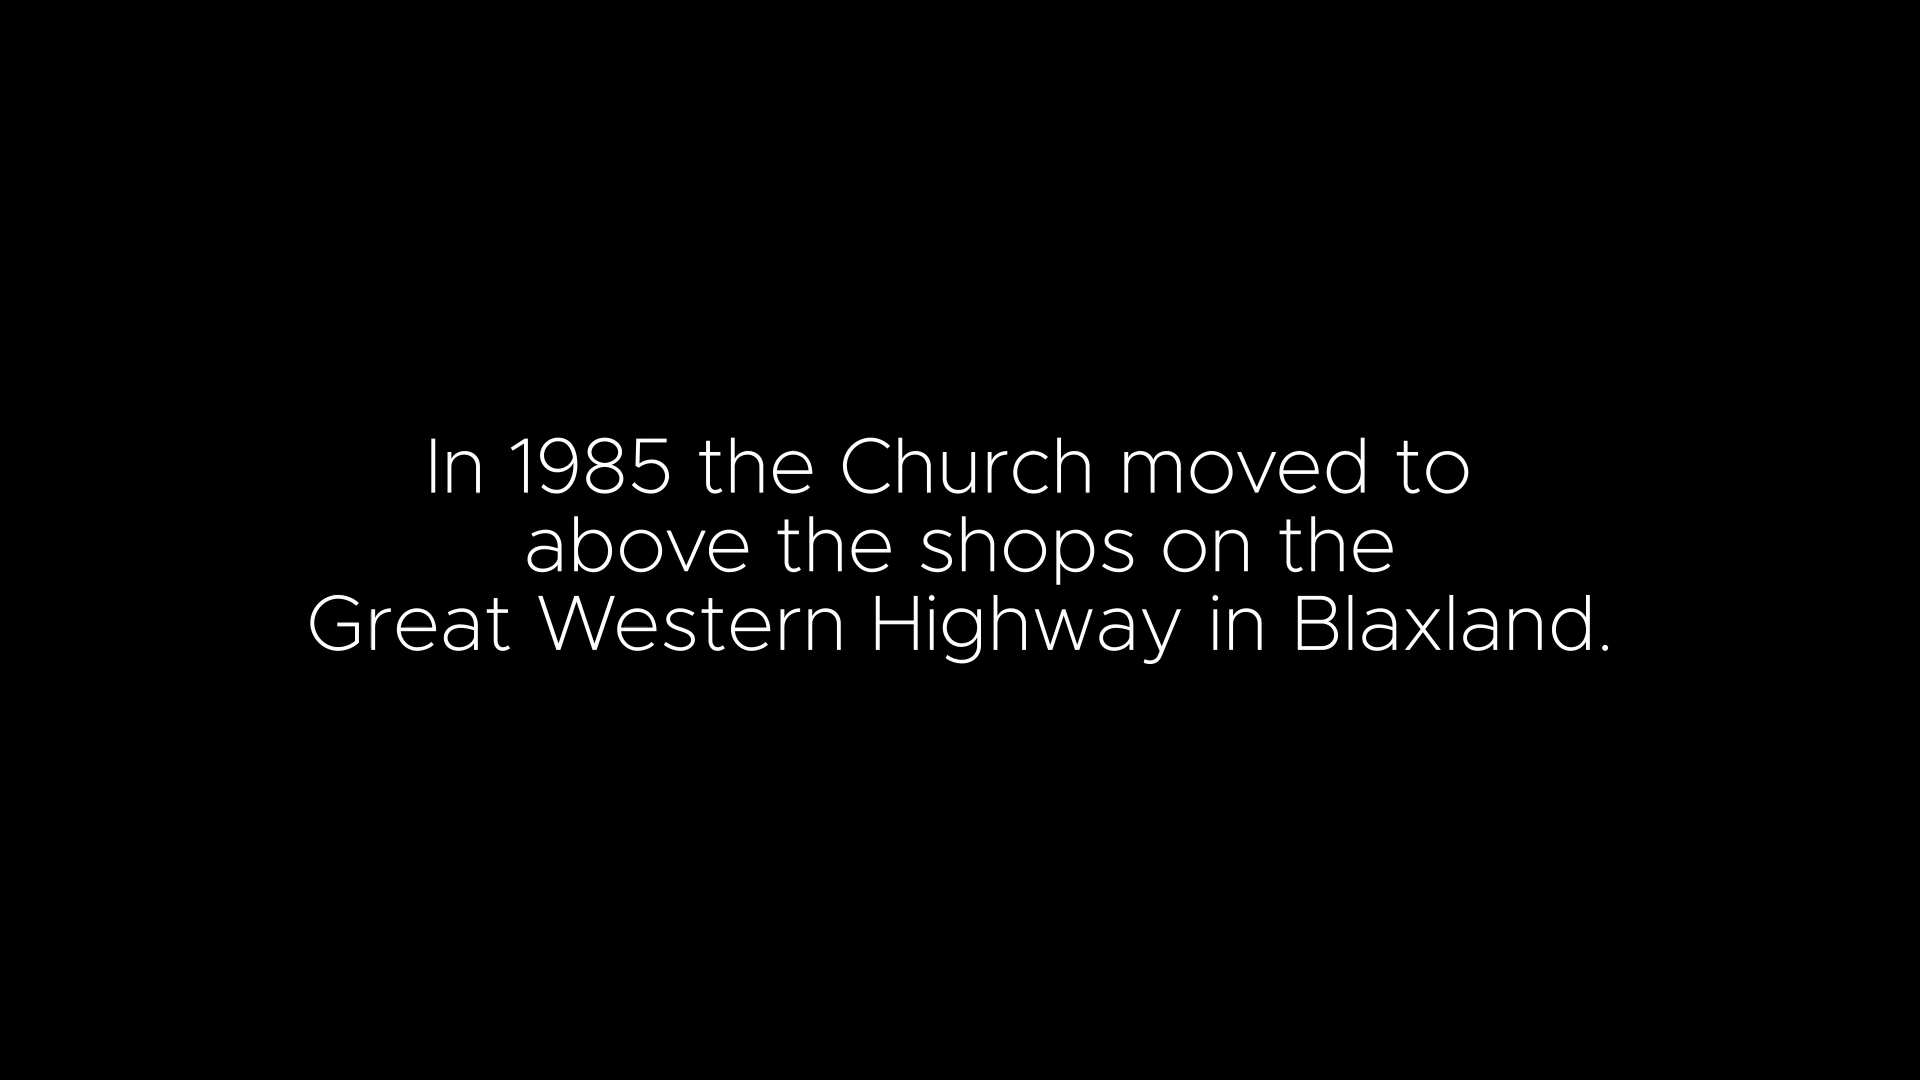 In 1985 the Church moved to
above the shops on the
Great Western Highway in Blaxland.